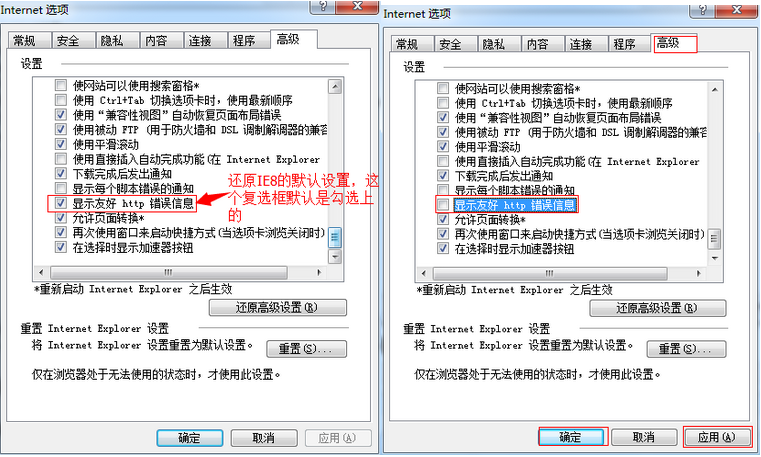 Internet 选项
常规 安全 隐私 内容 连接 程序 高级
设置
使网站可以使用搜索窗格*
使用 Ctrl+Tab 切换选项卡时，使用最新顺序
使用“兼容性视图”自动恢复页面布局错误
使用被动 FTP (用于防火墙和 DSL 调制解调器的兼容
使用平滑滚动
使用直接插入自动完成功能(在 Internet Explorer
下载完成后发出通知
显示每个脚本错误的通知
显示友好 http 错误信息
允许页面转换*
再次使用窗口来启动快捷方式(当选项卡浏览关闭时)
在选择时显示加速器按钮
还原IE8的默认设置，这
个复选框默认是勾选上
的
*重新启动 Internet Explorer 之后生效
还原高级设置(R)
重置 Internet Explorer 设置
将 Internet Explorer 设置重置为默认设置。
重置(S)...
仅在浏览器处于无法使用的状态时，才使用此设置。
确定 取消 应用(A)
Internet 选项
常规 安全 隐私 内容 连接 程序 高级
设置
使网站可以使用搜索窗格*
使用 Ctrl+Tab 切换选项卡时，使用最新顺序
使用“兼容性视图”自动恢复页面布局错误
使用被动 FTP (用于防火墙和 DSL 调制解调器的兼容
使用平滑滚动
使用直接插入自动完成功能(在 Internet Explorer
下载完成后发出通知
显示每个脚本错误的通知
显示友好 http 错误信息
允许页面转换*
再次使用窗口来启动快捷方式(当选项卡浏览关闭时)
在选择时显示加速器按钮
*重新启动 Internet Explorer 之后生效
还原高级设置(R)
重置 Internet Explorer 设置
将 Internet Explorer 设置重置为默认设置。
重置(S)...
仅在浏览器处于无法使用的状态时，才使用此设置。
确定 取消 应用(A)